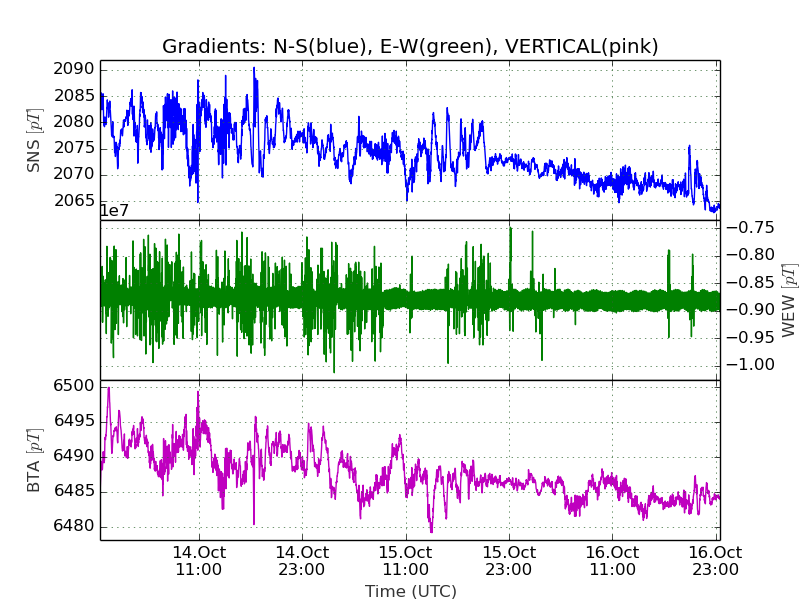 Gradients: N-S(blue), E-W(green), VERTICAL(pink)
2090
2085
2080
2075
2070
2065
SNS [pT]
1e7
−0.75
−0.80
−0.85
−0.90
−0.95
−1.00
WEW [pT]
6500
6495
6490
6485
6480
BTA [pT]
14.Oct 14.Oct 15.Oct 15.Oct 16.Oct 16.Oct
11:00 23:00 11:00 23:00 11:00 23:00
Time (UTC)